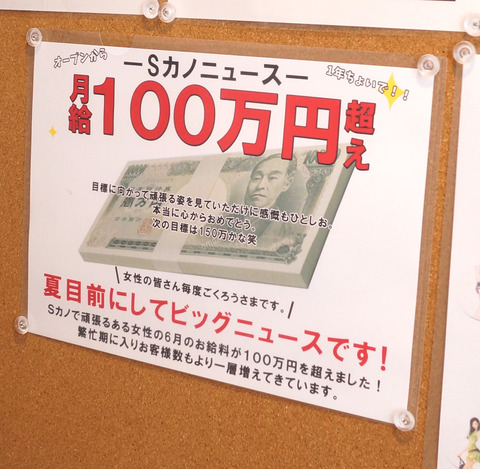 オープンから
―Sカノニュース―
1年ちょいで!!
月給100万円超え
目標に向かって頑張る姿を見ていただけに感慨もひとしお。
本当に心からおめでとう。
次の目標は150万かな笑
\女性の皆さん毎度ごくろうさまです。/
夏目前にしてビッグニュースです!
Sカノで頑張るある女性の6月のお給料が100万円を超えました!
繁忙期に入りお客様数もより一層増えてきています。